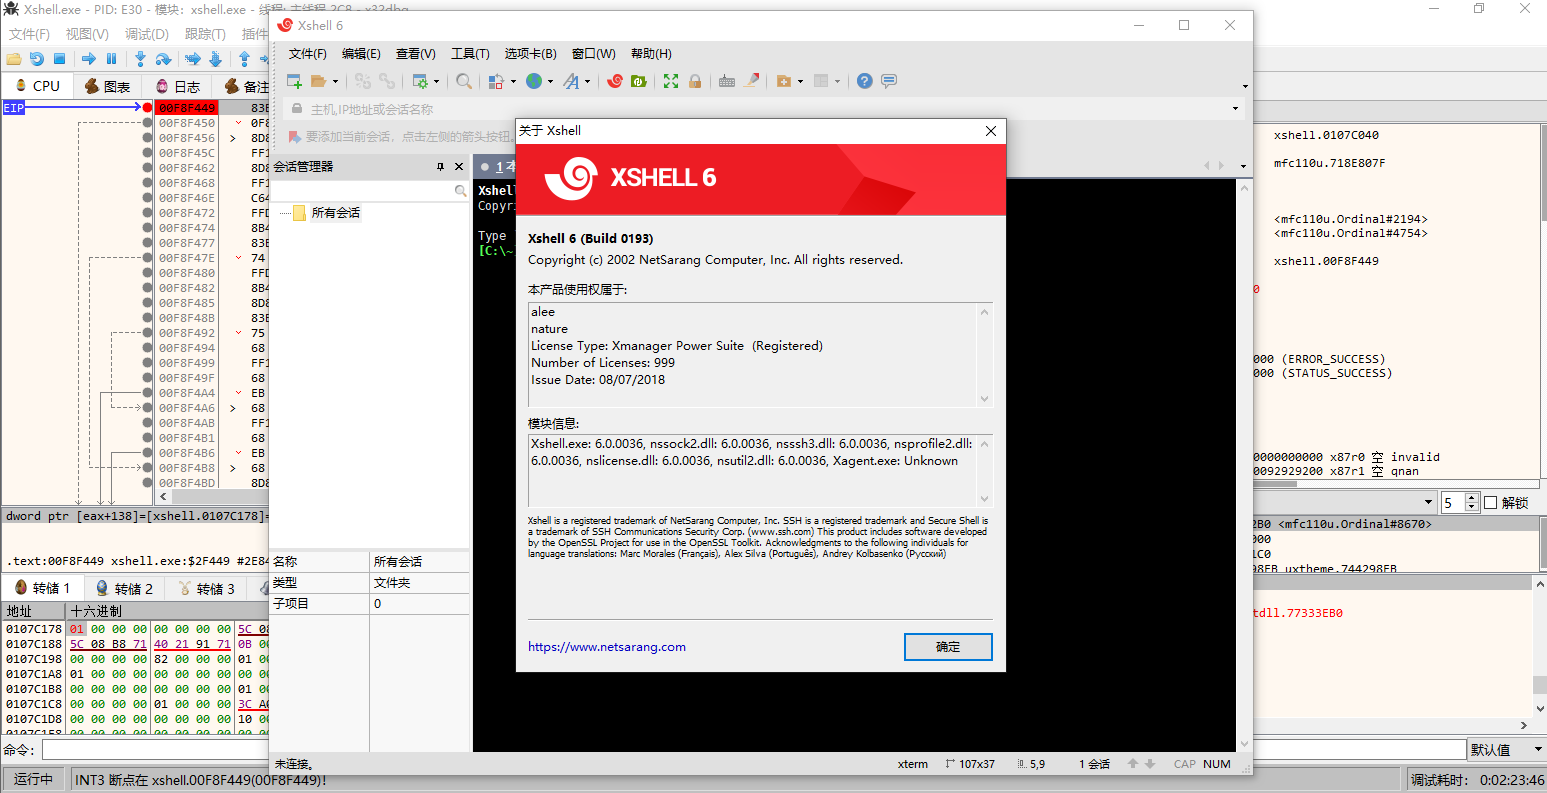 Xshell.exe - PID: E30 - 模块: xshell.exe - 线程: 主线程 2C8 - x32dbg
文件(F) 视图(V) 调试(D) 跟踪(T) 插件
CPU 图表 日志 备注
EIP
00F8F449 83E
00F8F450 0F8
00F8F456 8D8
00F8F45C FF1
00F8F462 8D8
00F8F468 FF1
00F8F46E C64
00F8F472 FFD
00F8F474 8B4
00F8F477 83E
00F8F47E 74
00F8F480 FFD
00F8F482 8B4
00F8F485 8D8
00F8F48B 83E
00F8F492 75
00F8F494 68
00F8F499 FF1
00F8F49F 68
00F8F4A4 EB
00F8F4A6 68
00F8F4AB FF1
00F8F4B1 68
00F8F4B6 EB
00F8F4B8 68
00F8F4BD 8D8
dword ptr [eax+138]=[xshell.0107C178]=
.text:00F8F449 xshell.exe:$2F449 #2E84
转储 1 转储 2 转储 3
地址 十六进制
0107C178 01 00 00 00 00 00 00 00 5C 08
0107C188 5C 08 B8 71 40 21 91 71 0B 00
0107C198 00 00 00 00 82 00 00 00 01 00
0107C1A8 01 00 00 00 00 00 00 00 00 00
0107C1B8 00 00 00 00 00 00 00 00 01 00
0107C1C8 00 00 00 00 01 00 00 00 3C A0
0107C1D8 00 00 00 00 00 00 00 00 10 00
命令:
运行中 INT3 断点在 xshell.00F8F449(00F8F449)!
Xshell 6
文件(F) 编辑(E) 查看(V) 工具(T) 选项卡(B) 窗口(W) 帮助(H)
主机,IP地址或会话名称
要添加当前会话，点击左侧的箭头按钮。
会话管理器
所有会话
名称 所有会话
类型 文件夹
子项目 0
1 本
Xshell
Copyri
Type
[C:\~
未连接。 xterm 107x37 5,9 1 会话 CAP NUM
关于 Xshell
XSHELL 6
Xshell 6 (Build 0193)
Copyright (c) 2002 NetSarang Computer, Inc. All rights reserved.
本产品使用权属于:
alee
nature
License Type: Xmanager Power Suite (Registered)
Number of Licenses: 999
Issue Date: 08/07/2018
模块信息:
Xshell.exe: 6.0.0036, nssock2.dll: 6.0.0036, nsssh3.dll: 6.0.0036, nsprofile2.dll:
6.0.0036, nslicense.dll: 6.0.0036, nsutil2.dll: 6.0.0036, Xagent.exe: Unknown
Xshell is a registered trademark of NetSarang Computer, Inc. SSH is a registered trademark and Secure Shell is
a trademark of SSH Communications Security Corp. (www.ssh.com) This product includes software developed
by the OpenSSL Project for use in the OpenSSL Toolkit. Acknowledgments to the following individuals for
language translations: Marc Morales (Français), Alex Silva (Português), Andrey Kolbasenko (Русский)
https://www.netsarang.com
确定
xshell.0107C040
mfc110u.718E807F
<mfc110u.Ordinal#2194>
<mfc110u.Ordinal#4754>
xshell.00F8F449
0
000 (ERROR_SUCCESS)
000 (STATUS_SUCCESS)
0000000000 x87r0 空 invalid
0092929200 x87r1 空 qnan
5 解锁
2B0 <mfc110u.Ordinal#8670>
000
1C0
98EB uxtheme.744298EB
tdll.77333EB0
默认值
调试耗时: 0:02:23:46